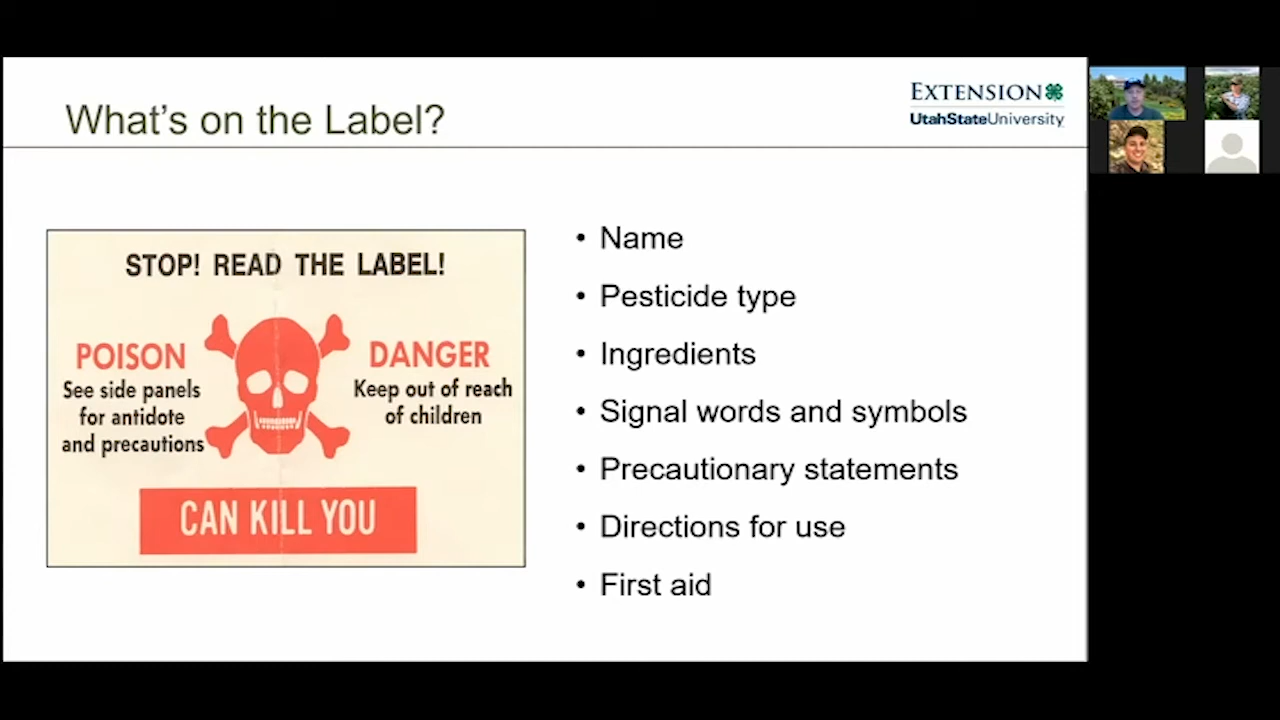 What's on the Label?
EXTENSION
UtahStateUniversity
STOP! READ THE LABEL!
POISON
See side panels
for antidote
and precautions
DANGER
Keep out of reach
of children
CAN KILL YOU
• Name
• Pesticide type
• Ingredients
• Signal words and symbols
• Precautionary statements
• Directions for use
• First aid